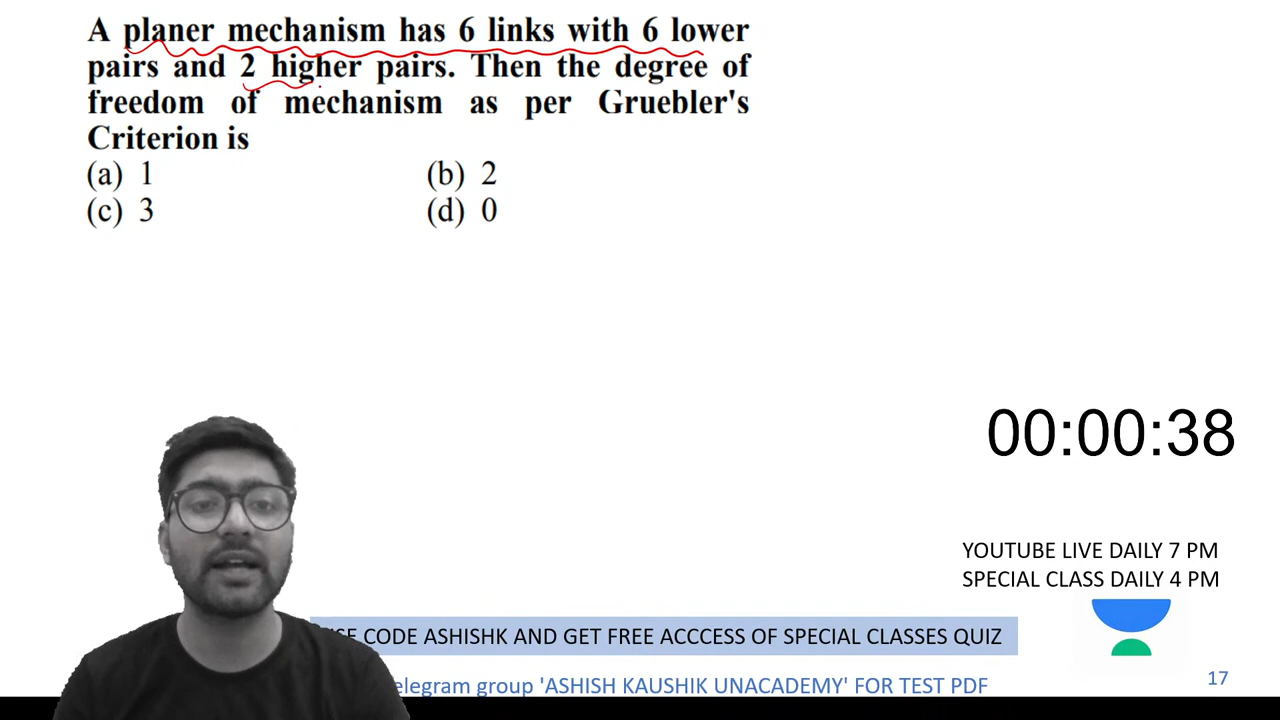 A planer mechanism has 6 links with 6 lower
pairs and 2 higher pairs. Then the degree of
freedom of mechanism as per Gruebler's
Criterion is
(a) 1 (b) 2
(c) 3 (d) 0
00:00:38
YOUTUBE LIVE DAILY 7 PM
SPECIAL CLASS DAILY 4 PM
CODE ASHISHK AND GET FREE ACCCESS OF SPECIAL CLASSES QUIZ
elegram group 'ASHISH KAUSHIK UNACADEMY' FOR TEST PDF
17